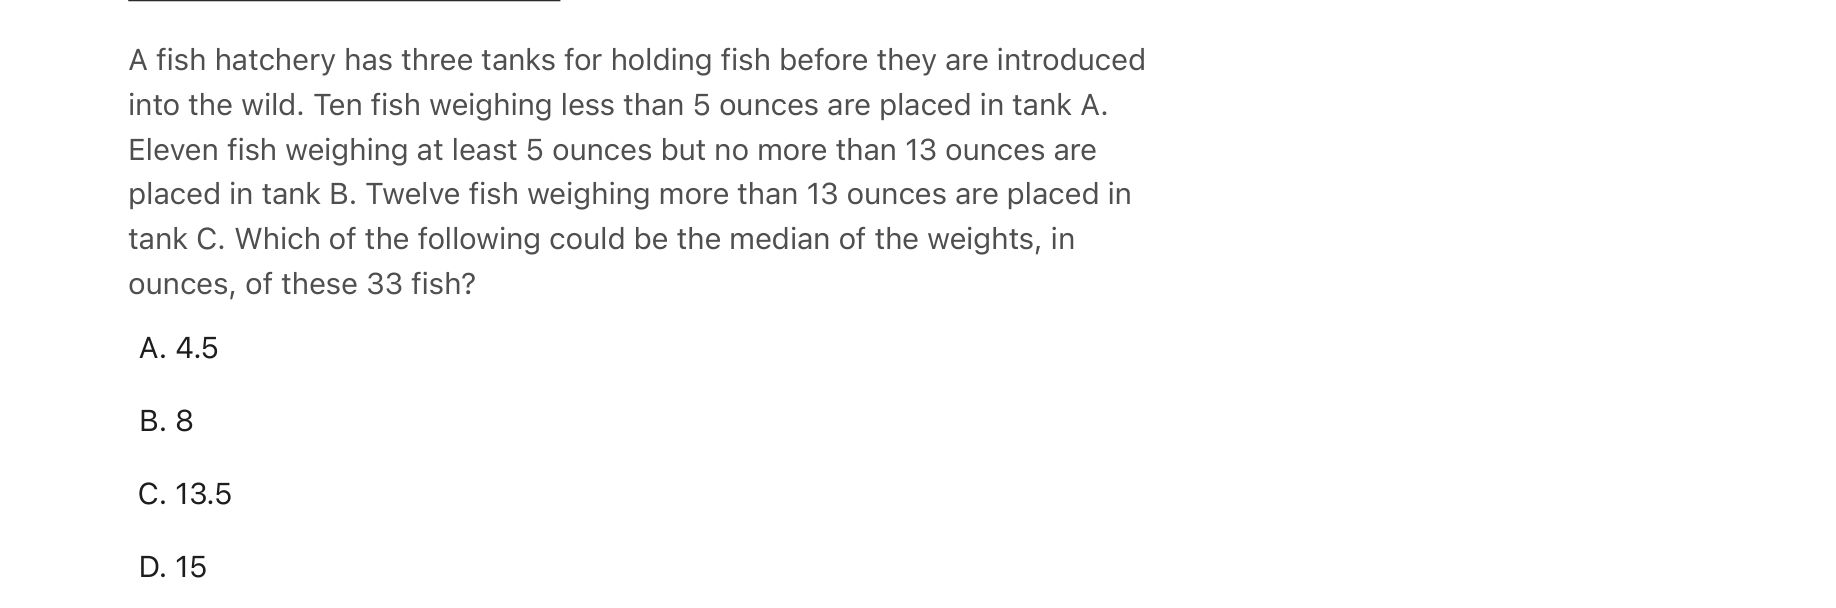 A fish hatchery has three tanks for holding fish before they are introduced
into the wild. Ten fish weighing less than 5 ounces are placed in tank A.
Eleven fish weighing at least 5 ounces but no more than 13 ounces are
placed in tank B. Twelve fish weighing more than 13 ounces are placed in
tank C. Which of the following could be the median of the weights, in
ounces, of these 33 fish?
A. 4.5
B. 8
C. 13.5
D. 15